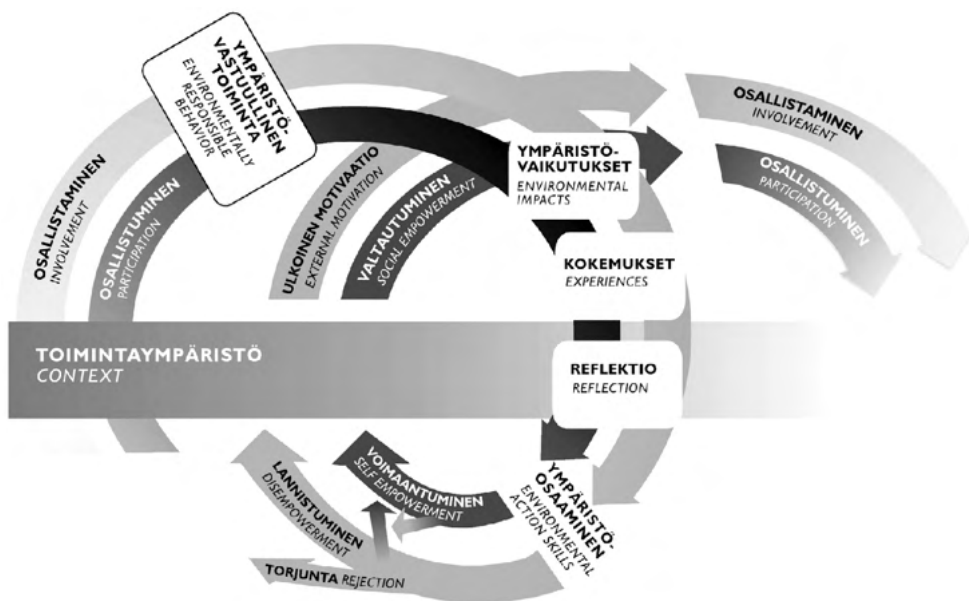 YMPÄRISTÖ-
VASTUULLINEN
TOIMINTA
ENVIRONMENTALLY
RESPONSIBLE
BEHAVIOR
OSALLISTAMINEN
INVOLVEMENT
OSALLISTUMINEN
PARTICIPATION
ULKOINEN MOTIVAATIO
EXTERNAL MOTIVATION
VALTAUTUMINEN
SOCIAL EMPOWERMENT
YMPÄRISTÖ-
VAIKUTUKSET
ENVIRONMENTAL
IMPACTS
OSALLISTAMINEN
INVOLVEMENT
OSALLISTUMINEN
PARTICIPATION
KOKEMUKSET
EXPERIENCES
TOIMINTAYMPÄRISTÖ
CONTEXT
REFLEKTIO
REFLECTION
LANNISTUMINEN
DISEMPOWERMENT
VOIMAANTUMINEN
SELF EMPOWERMENT
YMPÄRISTÖ-
OSAAMINEN
ENVIRONMENTAL
ACTION SKILLS
TORJUNTA REJECTION